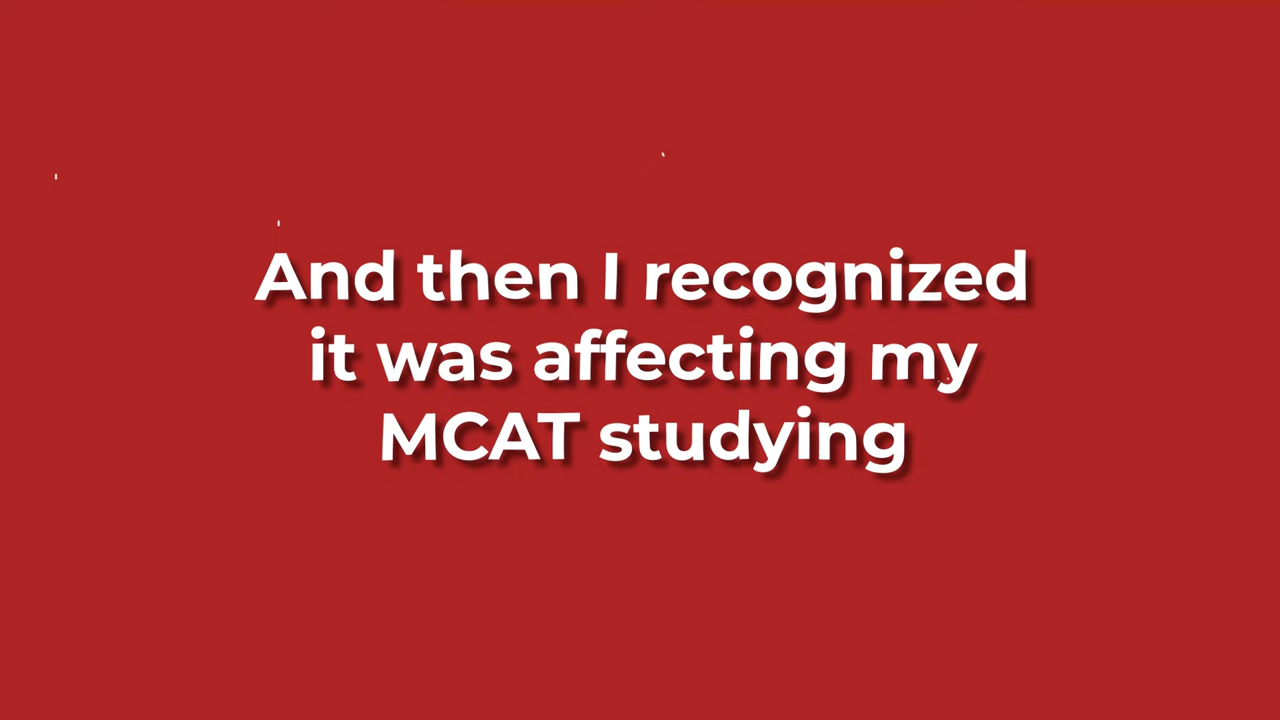 And then I recognized
it was affecting my
MCAT studying